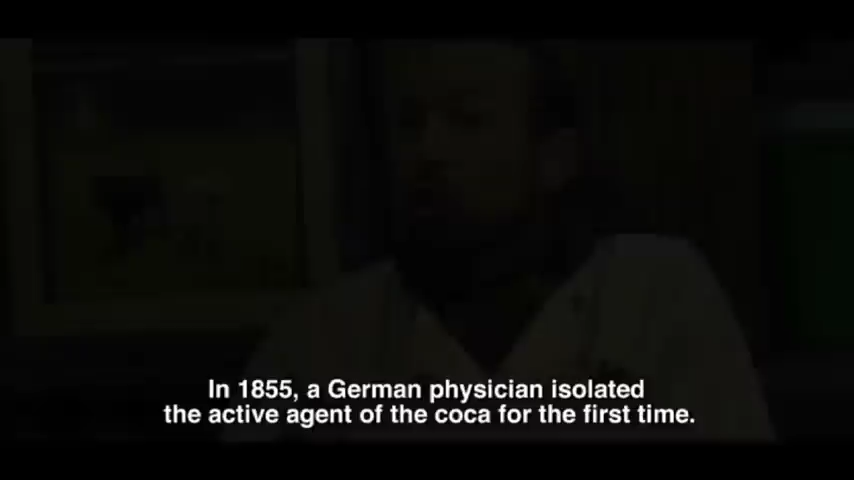 In 1855, a German physician isolated
the active agent of the coca for the first time.